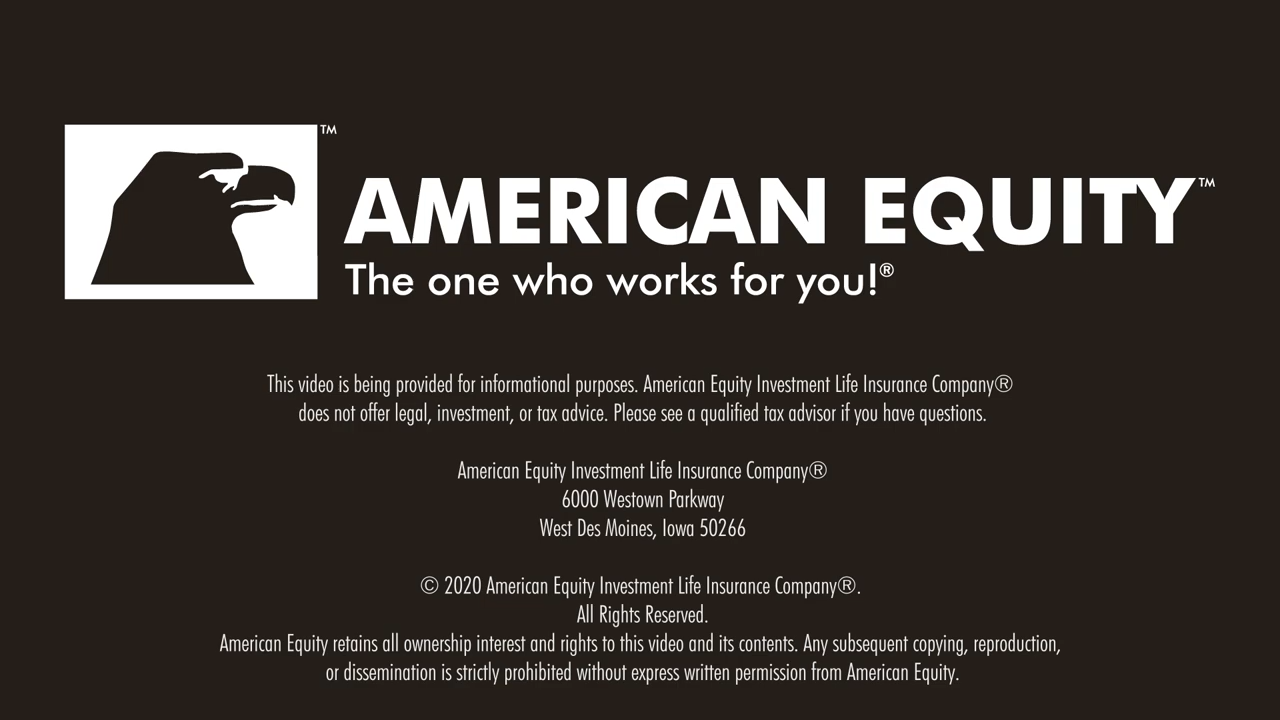 AMERICAN EQUITY™
The one who works for you!®
This video is being provided for informational purposes. American Equity Investment Life Insurance Company®
does not offer legal, investment, or tax advice. Please see a qualified tax advisor if you have questions.
American Equity Investment Life Insurance Company®
6000 Westown Parkway
West Des Moines, Iowa 50266
© 2020 American Equity Investment Life Insurance Company®.
All Rights Reserved.
American Equity retains all ownership interest and rights to this video and its contents. Any subsequent copying, reproduction,
or dissemination is strictly prohibited without express written permission from American Equity.